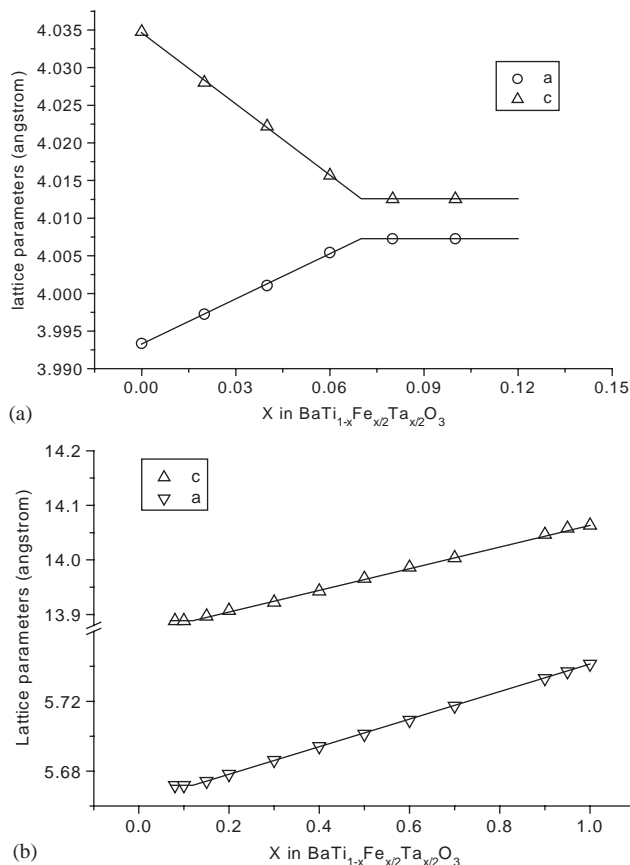 4.035
4.030
4.025
4.020
4.015
4.010
4.005
4.000
3.995
3.990
lattice parameters (angstrom)
a
c
0.00 0.03 0.06 0.09 0.12 0.15
(a)
X in BaTi1-xFex/2Tax/2O3
14.2
14.1
14.0
13.9
5.72
5.68
Lattice parameters (angstrom)
c
a
0.0 0.2 0.4 0.6 0.8 1.0
(b)
X in BaTi1-xFex/2Tax/2O3